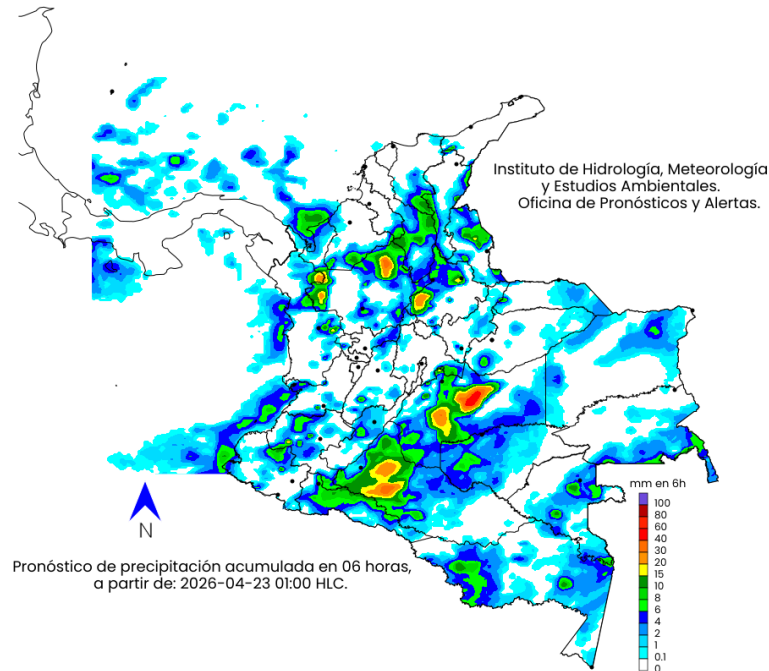 Instituto de Hidrología, Meteorología
y Estudios Ambientales.
Oficina de Pronósticos y Alertas.
mm en 6h
100
80
60
40
30
20
15
10
8
6
4
2
1
0.1
0
N
Pronóstico de precipitación acumulada en 06 horas,
a partir de: 2026-04-23 01:00 HLC.